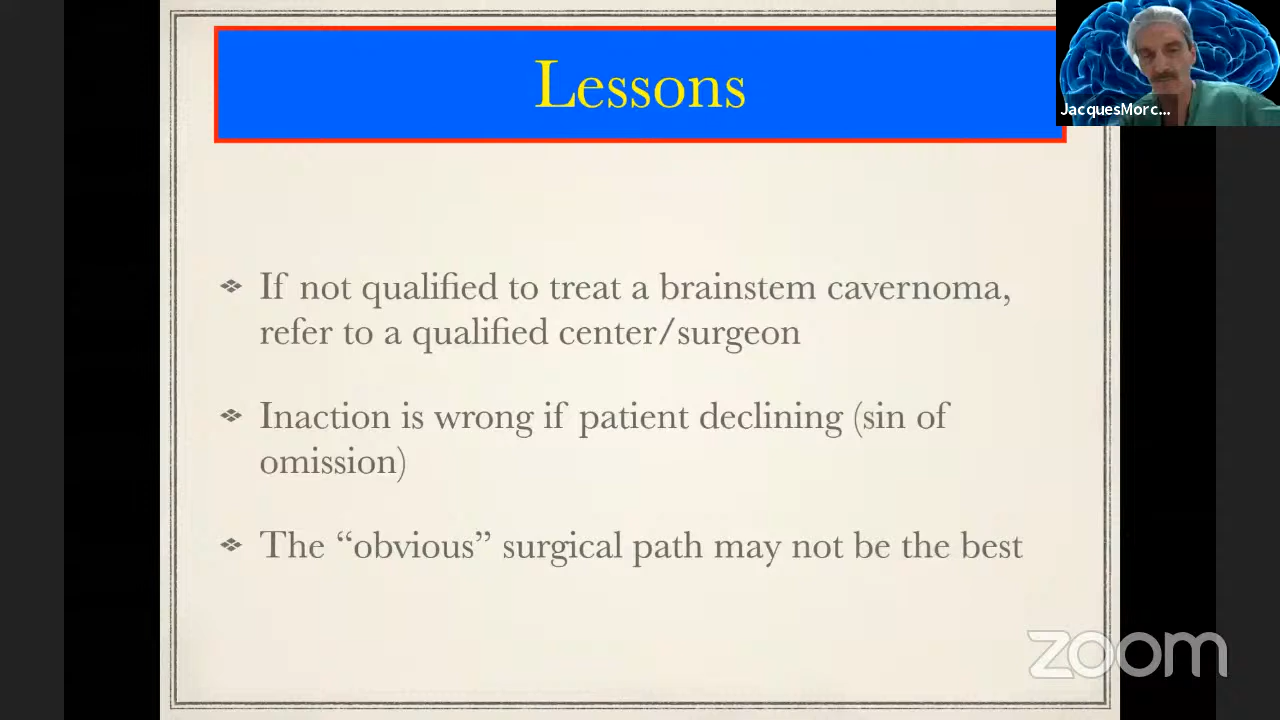 Lessons
JacquesMorc...
If not qualified to treat a brainstem cavernoma,
refer to a qualified center/surgeon
Inaction is wrong if patient declining (sin of
omission)
The “obvious” surgical path may not be the best
zoom